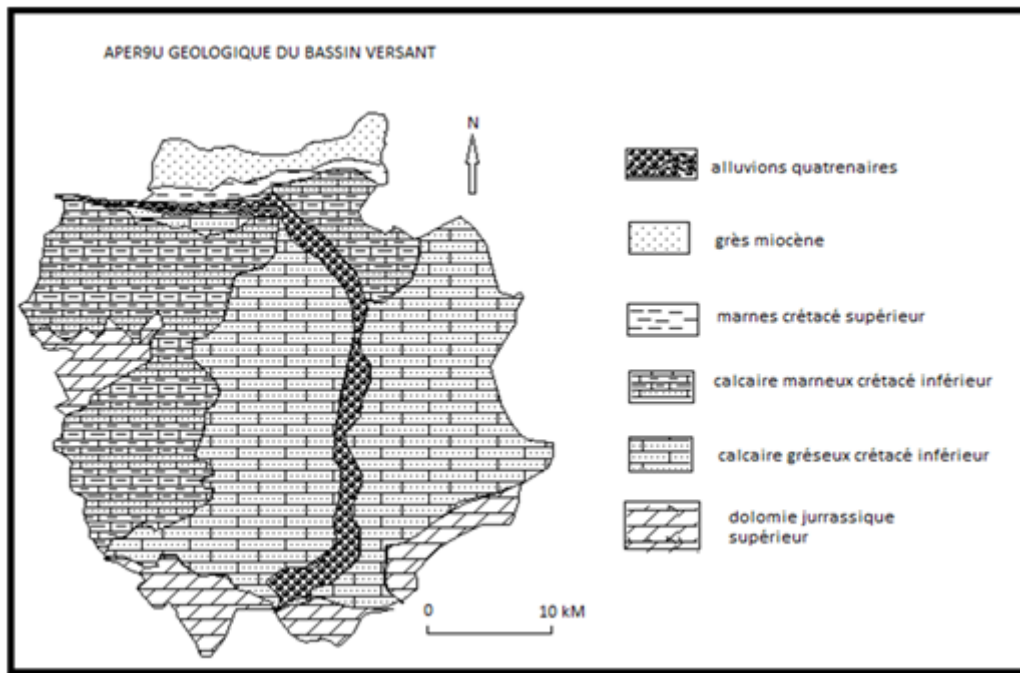 APER9U GEOLOGIQUE DU BASSIN VERSANT
N
alluvions quatrenaires
grès miocène
marnes crétacé supérieur
calcaire marneux crétacé inférieur
calcaire gréseux crétacé inférieur
dolomie jurrassique
supérieur
0 10 kM